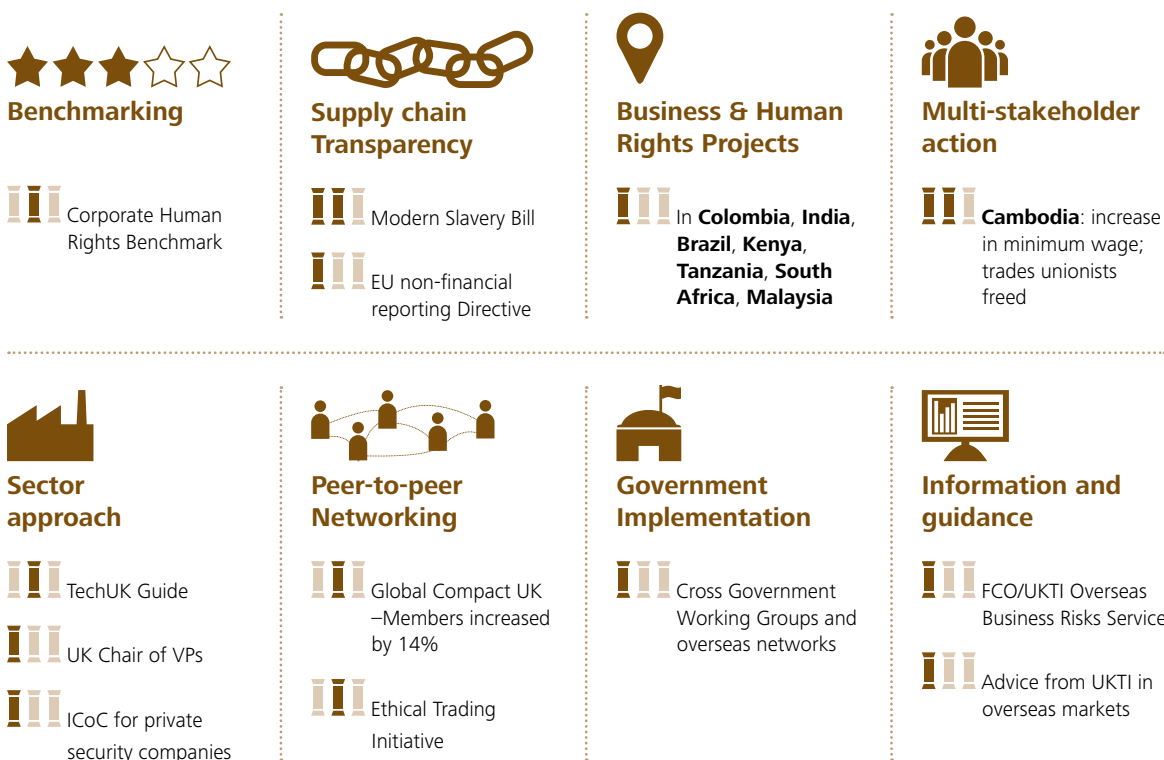 Benchmarking
Corporate Human
Rights Benchmark
Supply chain
Transparency
Modern Slavery Bill
EU non-financial
reporting Directive
Business & Human
Rights Projects
In Colombia, India,
Brazil, Kenya,
Tanzania, South
Africa, Malaysia
Multi-stakeholder
action
Cambodia: increase
in minimum wage;
trades unionists
freed
Sector
approach
TechUK Guide
UK Chair of VPs
ICoC for private
security companies
Peer-to-peer
Networking
Global Compact UK
–Members increased
by 14%
Ethical Trading
Initiative
Government
Implementation
Cross Government
Working Groups and
overseas networks
Information and
guidance
FCO/UKTI Overseas
Business Risks Service
Advice from UKTI in
overseas markets